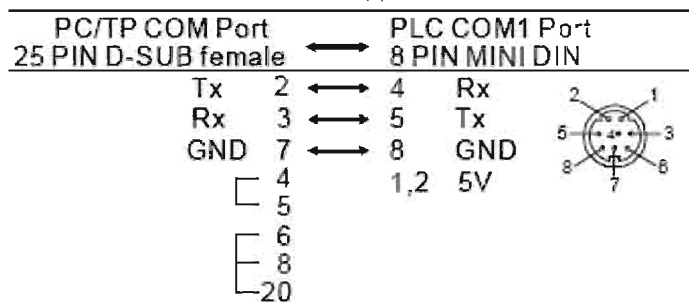 PC/TP COM Port PLC COM1 Port
25 PIN D-SUB female 8 PIN MINI DIN
Tx 2 4 Rx
Rx 3 5 Tx
GND 7 8 GND
4 1,2 5V
5
6
8
20
2 1
5 4 3
8 7 6